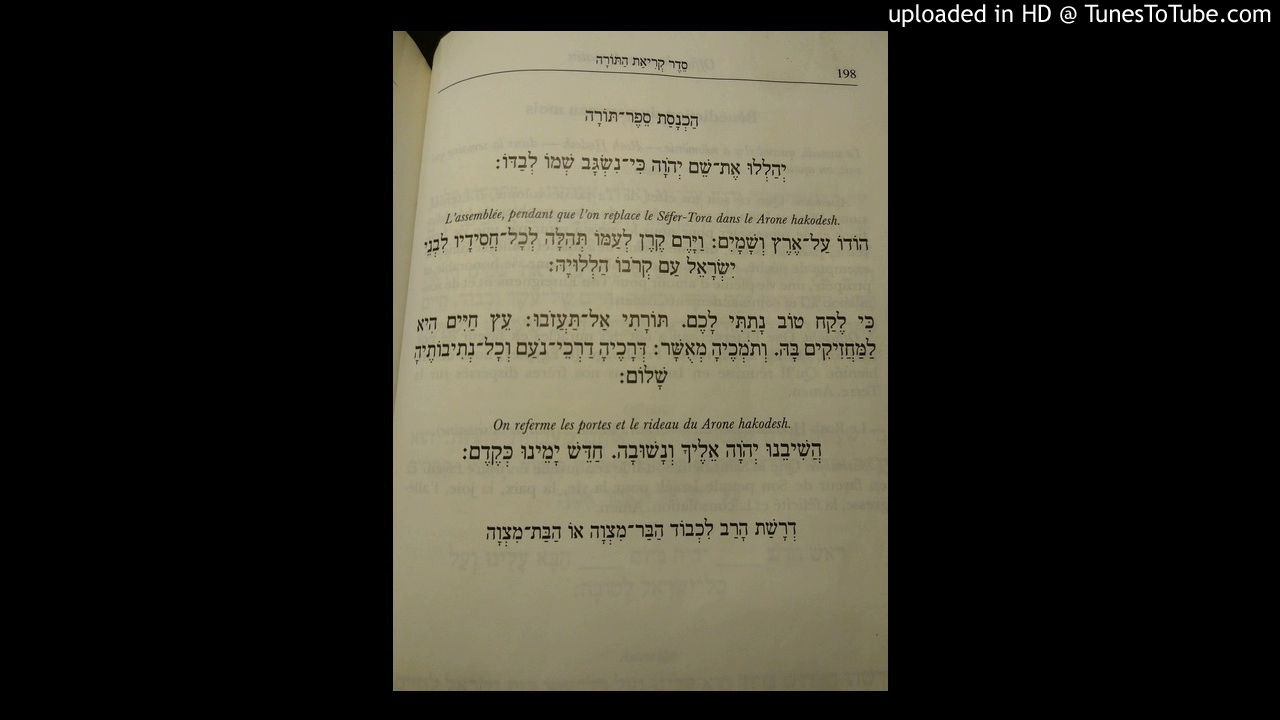 uploaded in HD @ TunesToTube.com
סֵדֶר קְרִיאַת הַתּוֹרָה
198
הַכְנָסַת סֵפֶר־תּוֹרָה
יְהַלְלוּ אֶת־שֵׁם יְהֹוָה כִּי־נִשְׂגָּב שְׁמוֹ לְבַדּוֹ:
L'assemblée, pendant que l'on replace le Séfer-Tora dans le Arone hakodesh.
הוֹדוֹ עַל־אֶרֶץ וְשָׁמָיִם: וַיָּרֶם קֶרֶן לְעַמּוֹ תְּהִלָּה לְכָל־חֲסִידָיו לִבְנֵי
יִשְׂרָאֵל עַם קְרֹבוֹ הַלְלוּיָהּ:
כִּי לֶקַח טוֹב נָתַתִּי לָכֶם. תּוֹרָתִי אַל־תַּעֲזֹבוּ: עֵץ חַיִּים הִיא
לַמַּחֲזִיקִים בָּהּ. וְתֹמְכֶיהָ מְאֻשָּׁר: דְּרָכֶיהָ דַרְכֵי־נֹעַם וְכָל־נְתִיבוֹתֶיהָ
שָׁלוֹם:
On referme les portes et le rideau du Arone hakodesh.
הֲשִׁיבֵנוּ יְהֹוָה אֵלֶיךָ וְנָשׁוּבָה. חַדֵּשׁ יָמֵינוּ כְּקֶדֶם:
דְרָשַׁת הָרַב לִכְבוֹד הַבַּר־מִצְוָה אוֹ הַבַּת־מִצְוָה